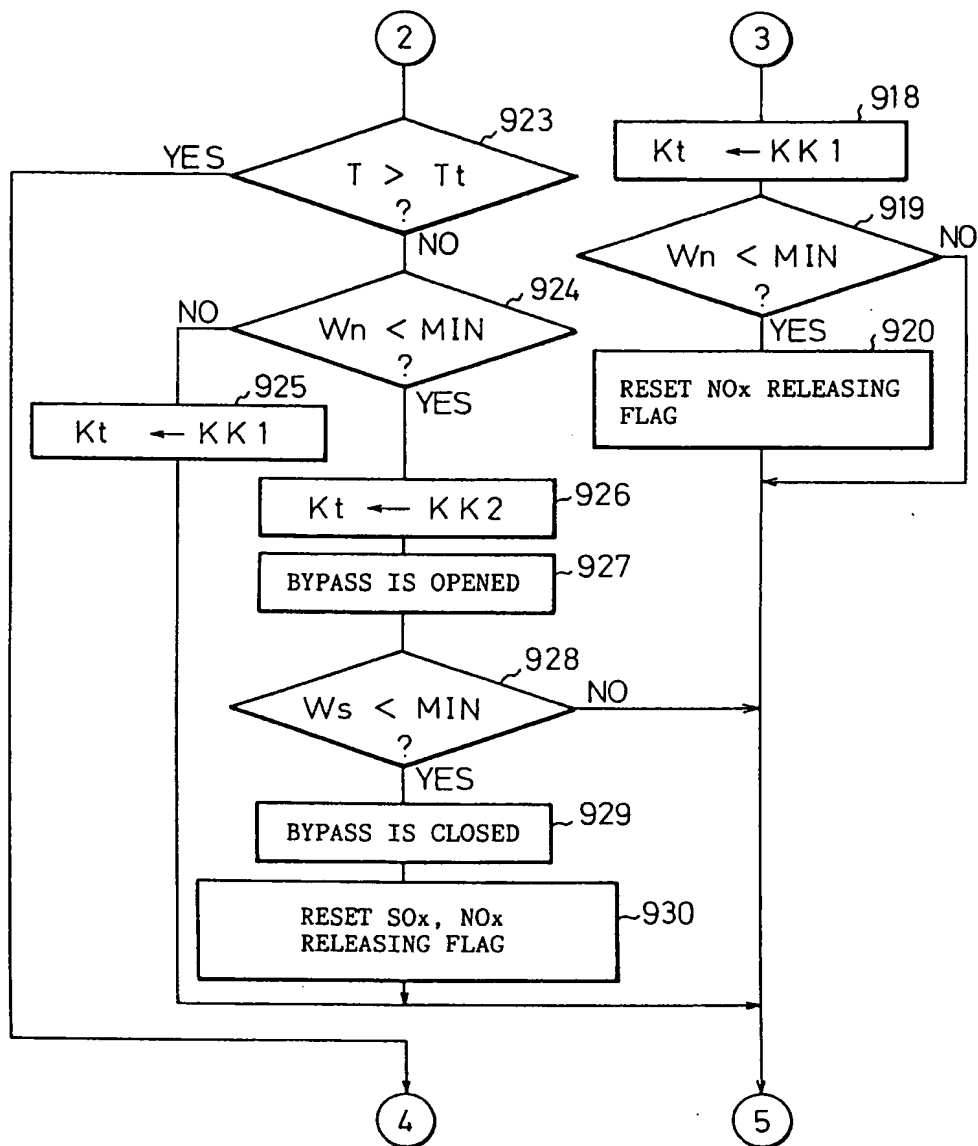 2
923
YES
T > Tt
?
NO
924
NO
Wn < MIN
?
YES
925
Kt ← KK1
Kt ← KK2
926
BYPASS IS OPENED
927
928
Ws < MIN
NO
?
YES
BYPASS IS CLOSED
929
RESET SOx, NOx
RELEASING FLAG
930
4
3
918
Kt ← KK1
919
NO
Wn < MIN
?
YES
920
RESET NOx RELEASING
FLAG
5